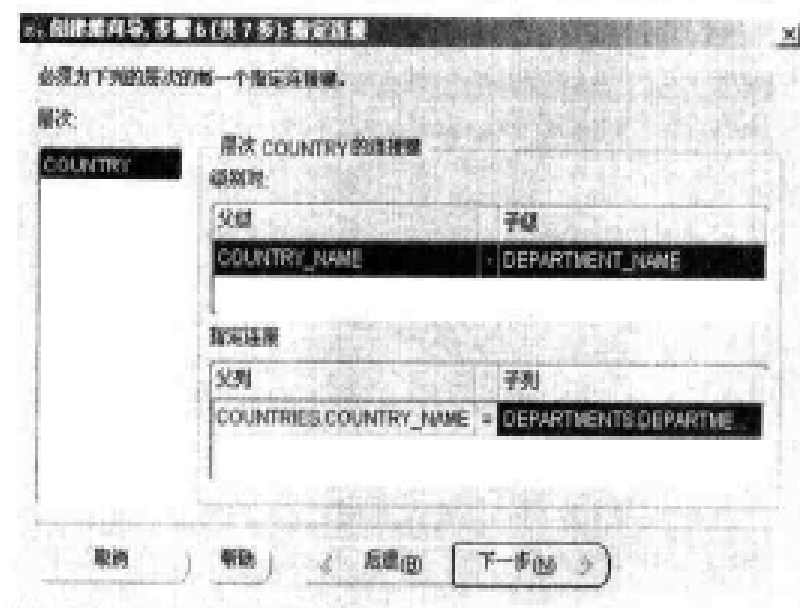 创建维向导, 步骤 6 (共 7 步): 指定连接
必须为下列的层次的每一个指定连接键。
层次:
COUNTRY
层次 COUNTRY 的连接键
级别对:
父级 子级
COUNTRY_NAME - DEPARTMENT_NAME
指定连接
父列 子列
COUNTRIES.COUNTRY_NAME = DEPARTMENTS.DEPARTME...
取消 帮助 后退(B) 下一步(N)